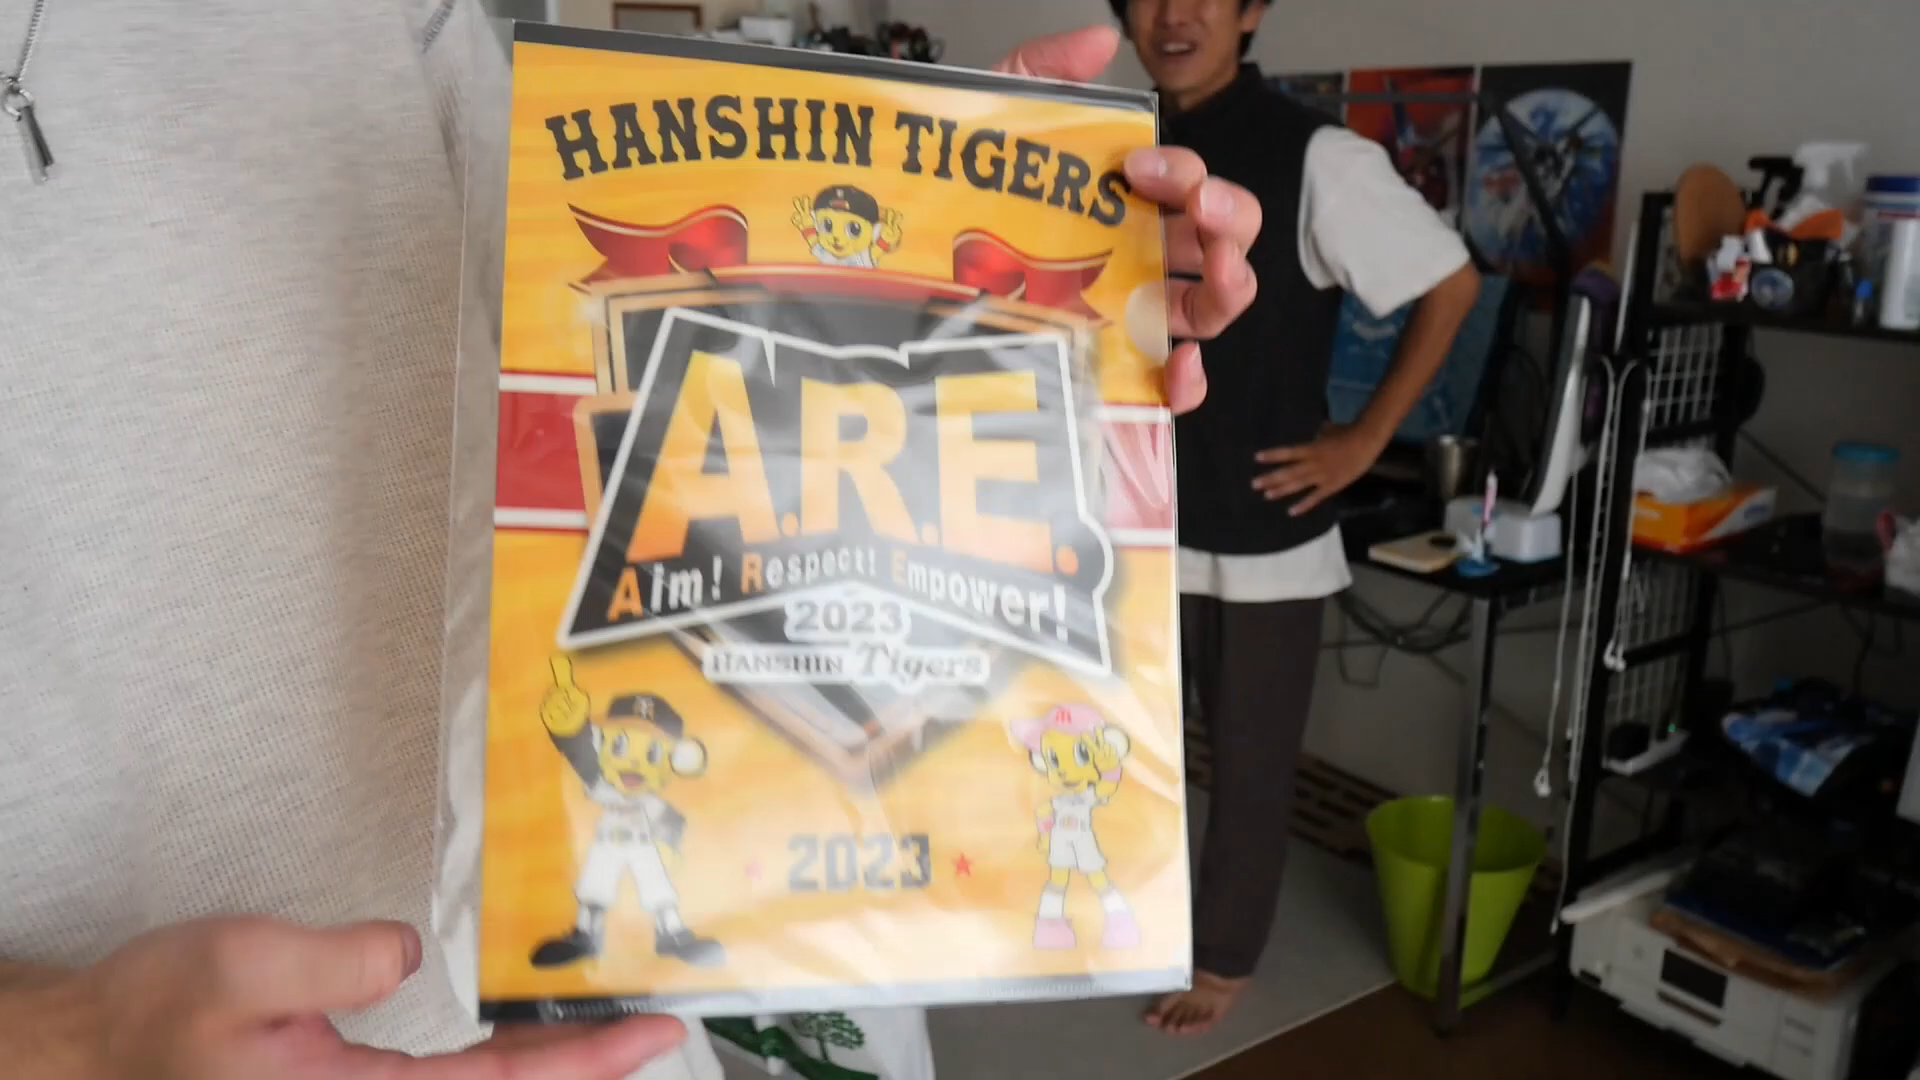 HANSHIN TIGERS
A.R.E.
Aim! Respect! Empower!
2023
HANSHIN Tigers
2023